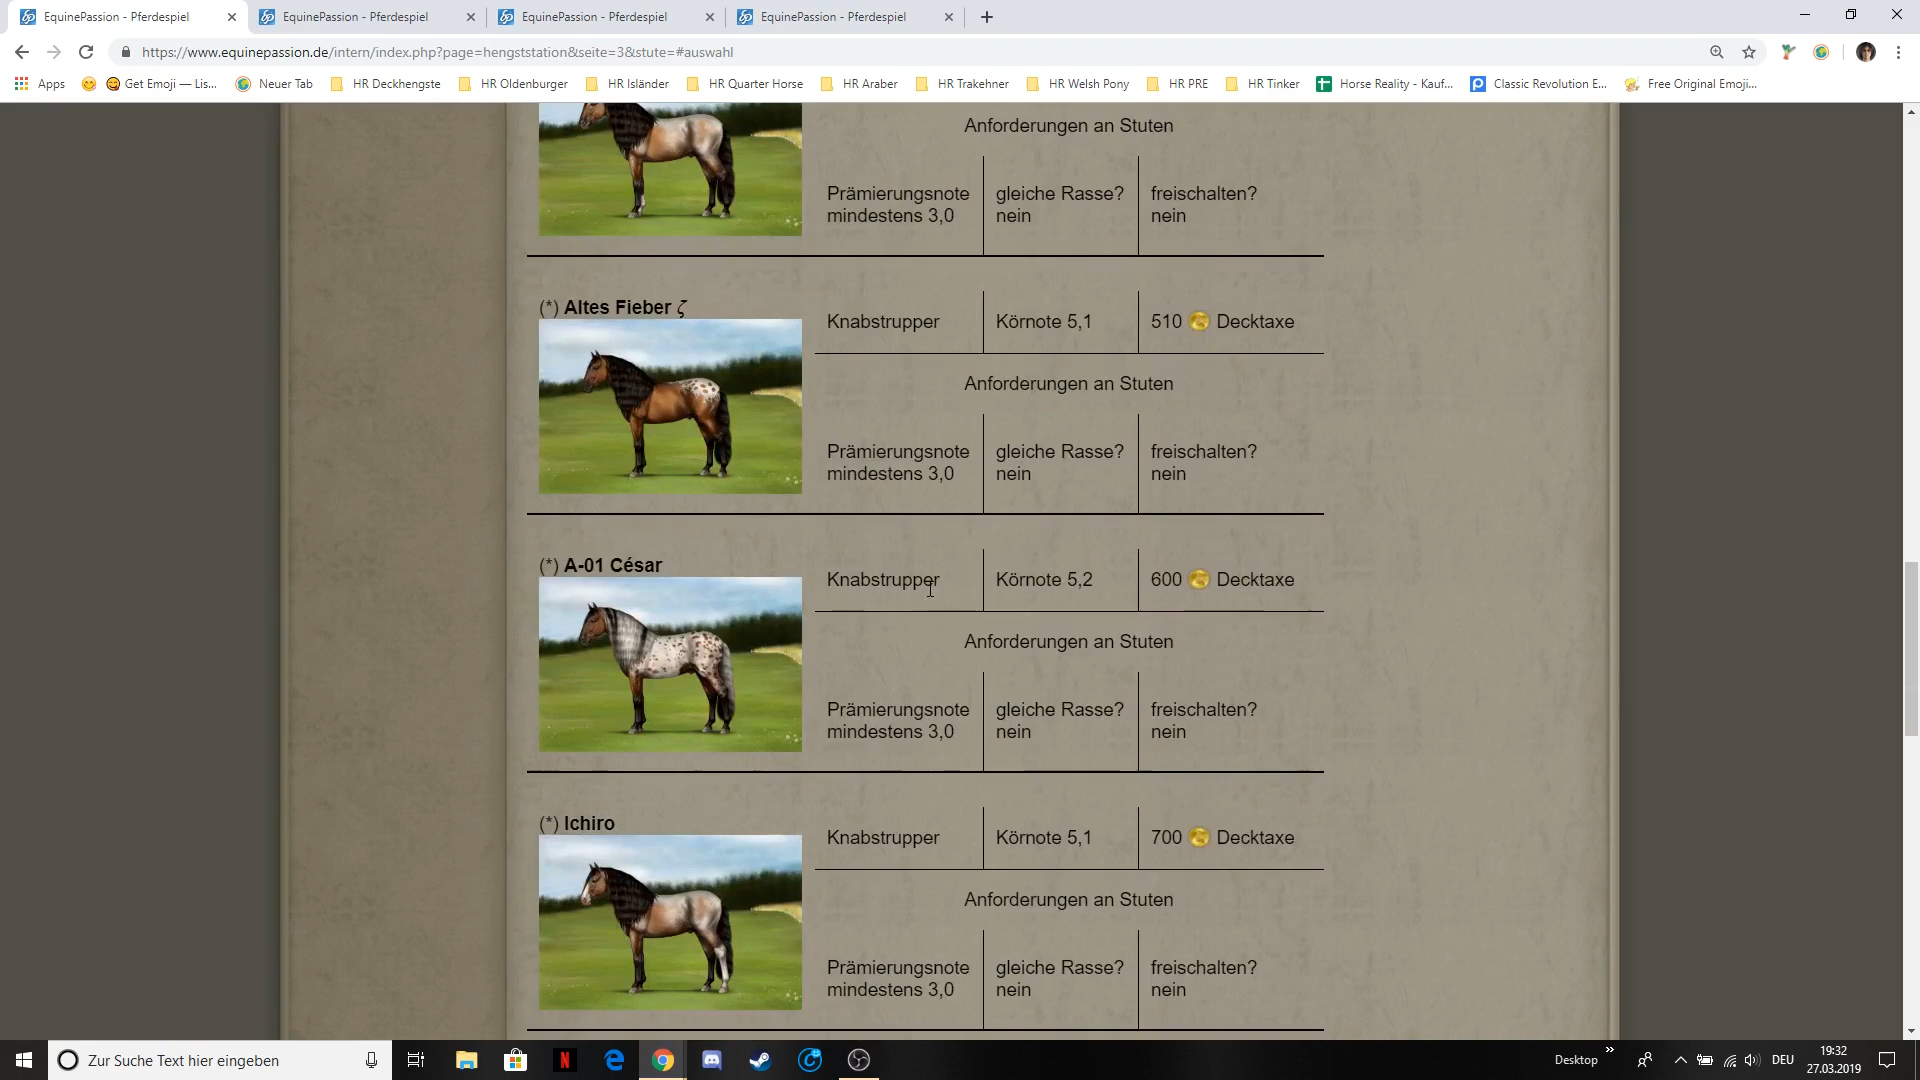 EquinePassion - Pferdespiel
EquinePassion - Pferdespiel
EquinePassion - Pferdespiel
EquinePassion - Pferdespiel
https://www.equinepassion.de/intern/index.php?page=hengststation&seite=3&stute=#auswahl
Apps
Get Emoji — Lis...
Neuer Tab
HR Deckhengste
HR Oldenburger
HR Isländer
HR Quarter Horse
HR Araber
HR Trakehner
HR Welsh Pony
HR PRE
HR Tinker
Horse Reality - Kauf...
Classic Revolution E...
Free Original Emoji...
Anforderungen an Stuten
Prämierungsnote
mindestens 3,0
gleiche Rasse?
nein
freischalten?
nein
(*) Altes Fieber ζ
Knabstrupper
Körnote 5,1
510 Decktaxe
Anforderungen an Stuten
Prämierungsnote
mindestens 3,0
gleiche Rasse?
nein
freischalten?
nein
(*) A-01 César
Knabstrupper
Körnote 5,2
600 Decktaxe
Anforderungen an Stuten
Prämierungsnote
mindestens 3,0
gleiche Rasse?
nein
freischalten?
nein
(*) Ichiro
Knabstrupper
Körnote 5,1
700 Decktaxe
Anforderungen an Stuten
Prämierungsnote
mindestens 3,0
gleiche Rasse?
nein
freischalten?
nein
Zur Suche Text hier eingeben
Desktop
DEU
19:32
27.03.2019